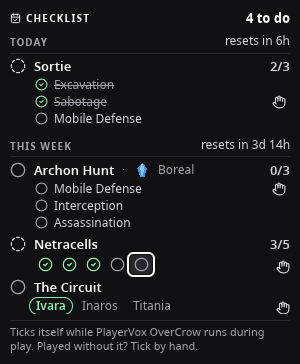 CHECKLIST 4 to do
TODAY resets in 6h
Sortie 2/3
Excavation
Sabotage
Mobile Defense
THIS WEEK resets in 3d 14h
Archon Hunt · Boreal 0/3
Mobile Defense
Interception
Assassination
Netracells 3/5
The Circuit
Ivara Inaros Titania
Ticks itself while PlayerVox OverCrow runs during
play. Played without it? Tick by hand.